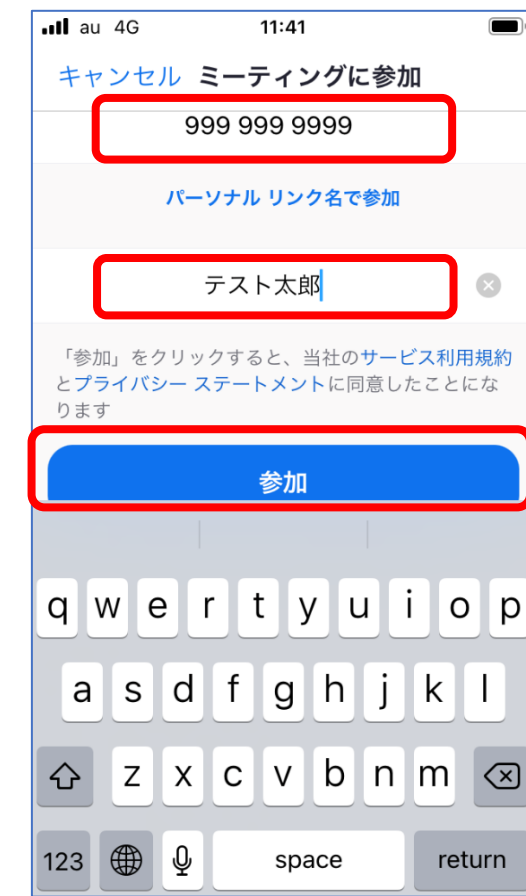 au 4G 11:41
キャンセル ミーティングに参加
999 999 9999
パーソナル リンク名で参加
テスト太郎
「参加」をクリックすると、当社のサービス利用規約
とプライバシー ステートメントに同意したことにな
ります
参加
q w e r t y u i o p
a s d f g h j k l
z x c v b n m
123 space return